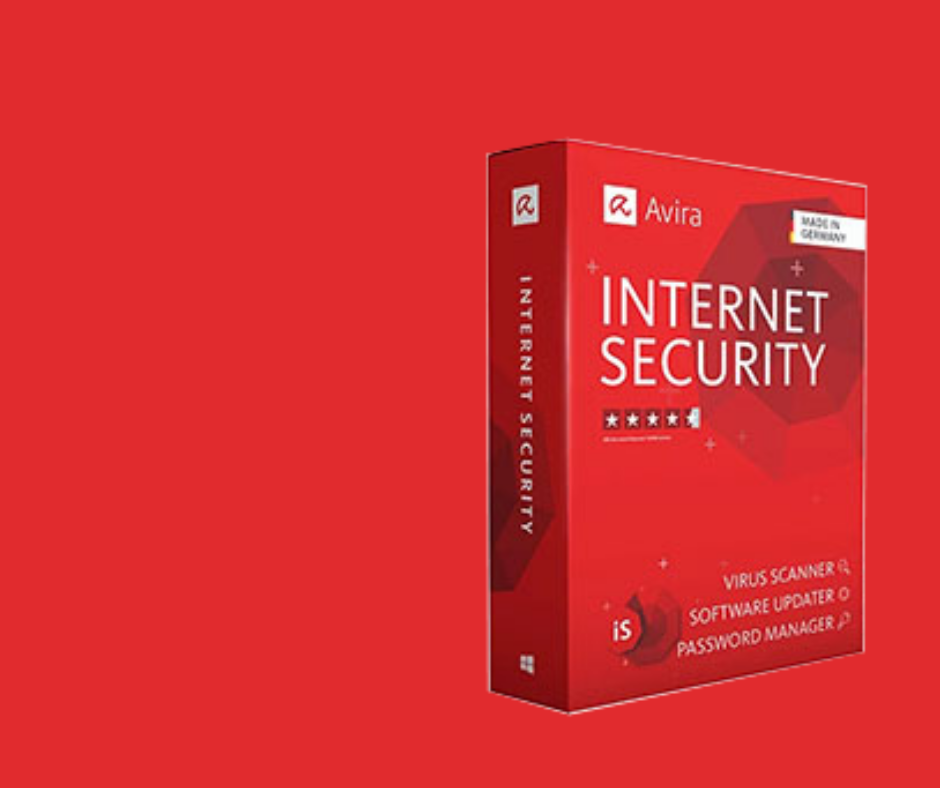 Avira
MADE IN
GERMANY
INTERNET
SECURITY
INTERNET SECURITY
VIRUS SCANNER
SOFTWARE UPDATER
iS
PASSWORD MANAGER